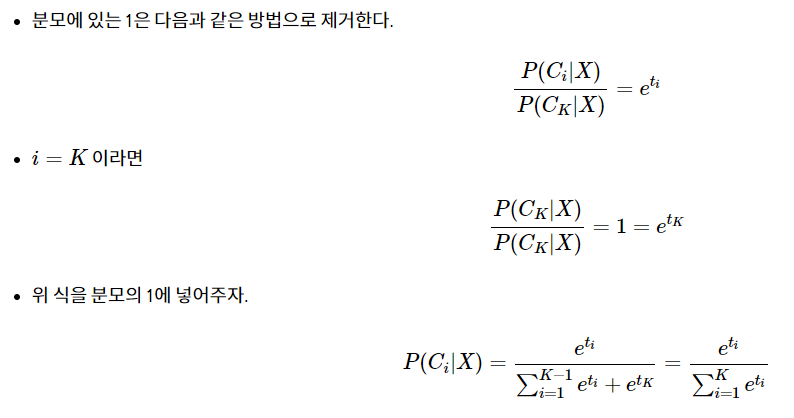 • 분모에 있는 1은 다음과 같은 방법으로 제거한다.
$$\frac{P(C_i|X)}{P(C_K|X)} = e^{t_i}$$
• $i = K$ 이라면
$$\frac{P(C_K|X)}{P(C_K|X)} = 1 = e^{t_K}$$
• 위 식을 분모의 1에 넣어주자.
$$P(C_i|X) = \frac{e^{t_i}}{\sum_{i=1}^{K-1} e^{t_i} + e^{t_K}} = \frac{e^{t_i}}{\sum_{i=1}^{K} e^{t_i}}$$